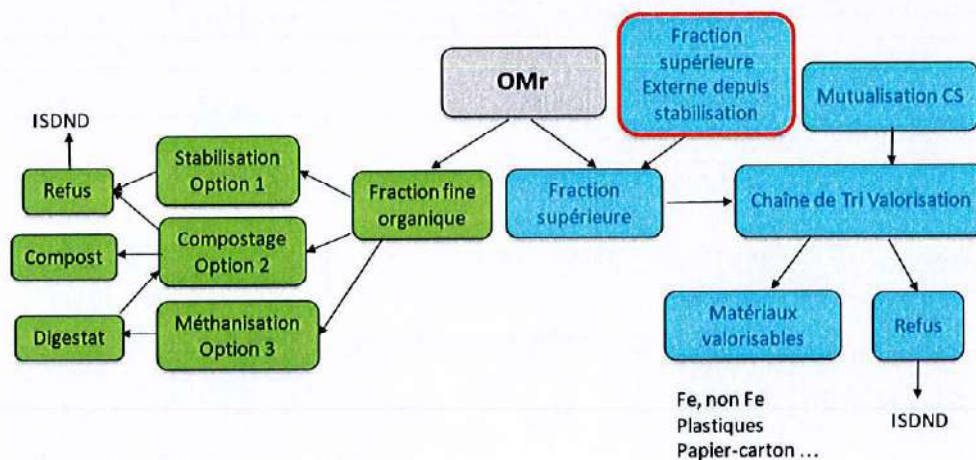 OMr
Fraction
supérieure
Externe depuis
stabilisation
Mutualisation CS
ISDND
Refus
Stabilisation
Option 1
Fraction fine
organique
Fraction
supérieure
Chaîne de Tri Valorisation
Compost
Compostage
Option 2
Digestat
Méthanisation
Option 3
Matériaux
valorisables
Refus
Fe, non Fe
Plastiques
Papier-carton ...
ISDND